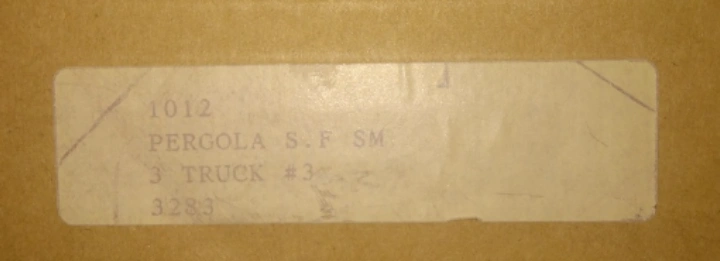 1012
PERGOLA S.F SM
3 TRUCK #3
3283